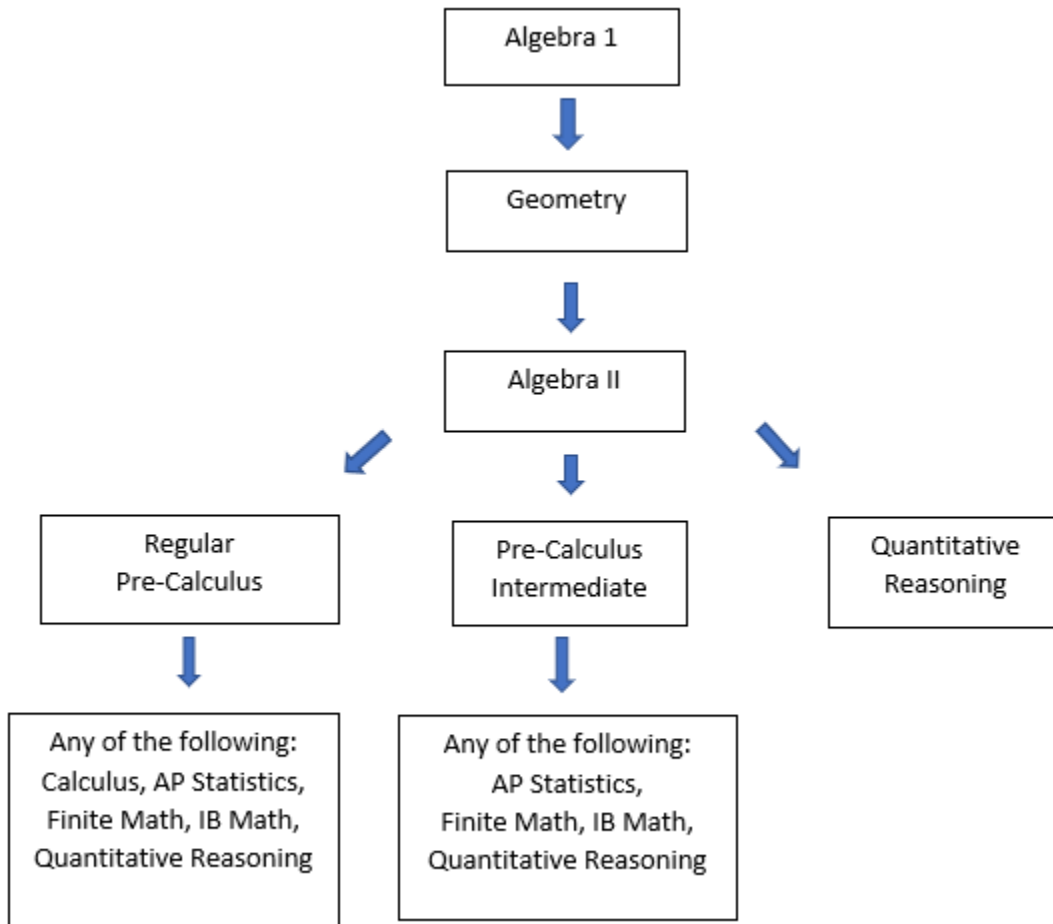 Algebra 1
Geometry
Algebra II
Regular
Pre-Calculus
Pre-Calculus
Intermediate
Quantitative
Reasoning
Any of the following:
Calculus, AP Statistics,
Finite Math, IB Math,
Quantitative Reasoning
Any of the following:
AP Statistics,
Finite Math, IB Math,
Quantitative Reasoning